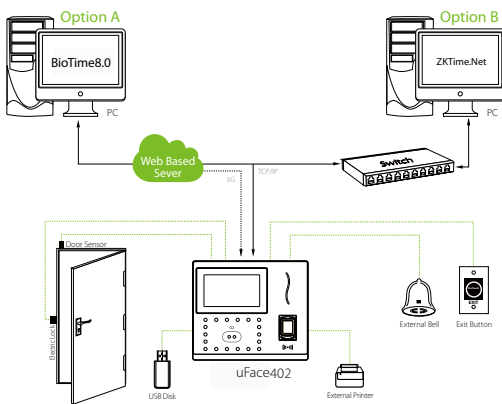 Option A
Option B
BioTime8.0
ZKTime.Net
PC
PC
Web Based
Sever
3G
TCP/IP
Switch
Door Sensor
Electric Lock
External Bell
Exit Button
EXIT
uFace402
USB Disk
External Printer